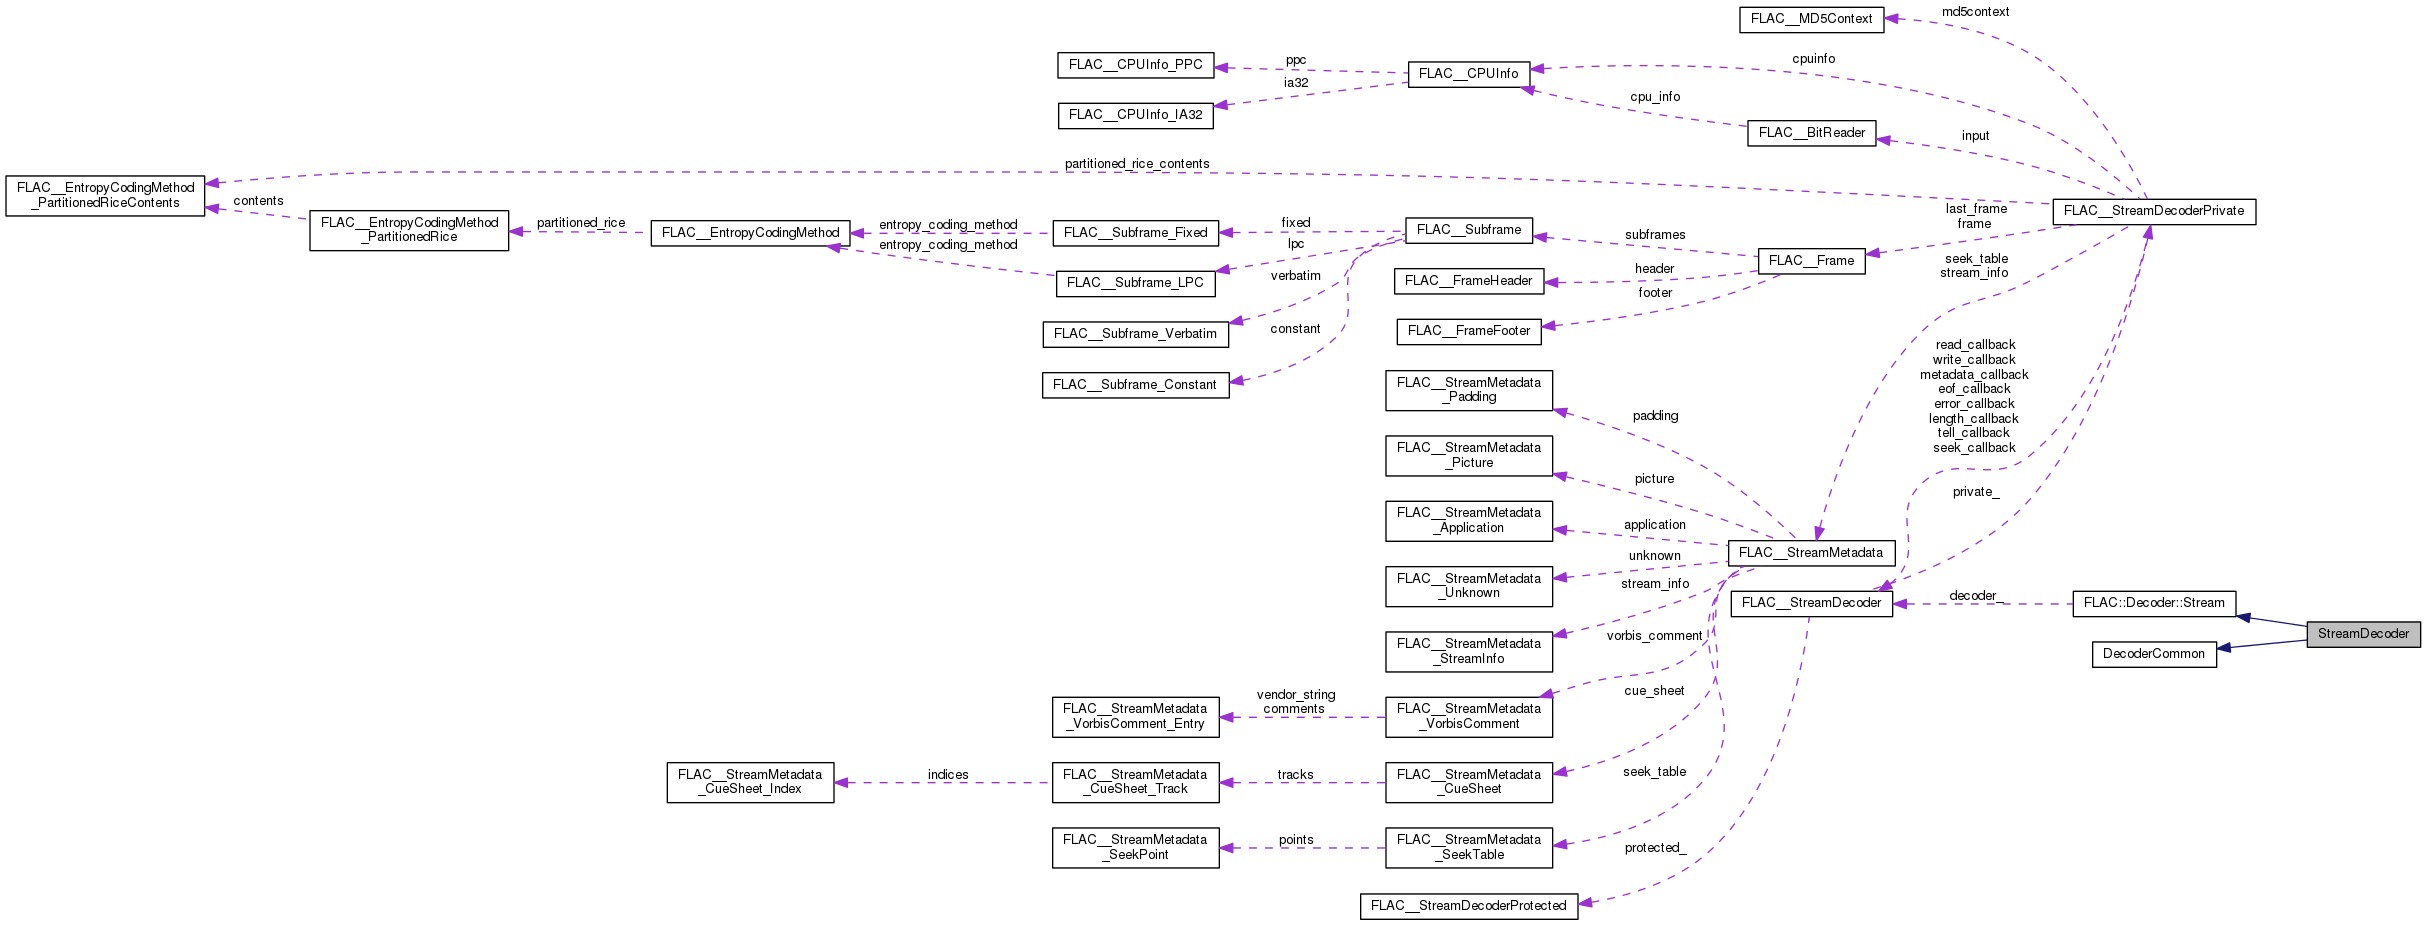 FLAC__MD5Context
md5context
FLAC__CPUInfo_PPC
ppc
FLAC__CPUInfo
cpuinfo
ia32
FLAC__CPUInfo_IA32
cpu_info
FLAC__BitReader
input
partitioned_rice_contents
FLAC__EntropyCodingMethod
_PartitionedRiceContents
contents
FLAC__EntropyCodingMethod
_PartitionedRice
partitioned_rice
FLAC__EntropyCodingMethod
entropy_coding_method
entropy_coding_method
FLAC__Subframe_Fixed
fixed
FLAC__Subframe
subframes
last_frame
frame
FLAC__StreamDecoderPrivate
lpc
FLAC__Subframe_LPC
verbatim
FLAC__Subframe_Verbatim
constant
FLAC__Subframe_Constant
FLAC__FrameHeader
header
FLAC__Frame
footer
FLAC__FrameFooter
seek_table
stream_info
read_callback
write_callback
metadata_callback
eof_callback
error_callback
length_callback
tell_callback
seek_callback
private_
FLAC__StreamMetadata
_Padding
padding
FLAC__StreamMetadata
_Picture
picture
FLAC__StreamMetadata
_Application
application
FLAC__StreamMetadata
FLAC__StreamMetadata
_Unknown
unknown
stream_info
FLAC__StreamMetadata
_StreamInfo
vorbis_comment
FLAC__StreamDecoder
decoder_
FLAC::Decoder::Stream
DecoderCommon
StreamDecoder
FLAC__StreamMetadata
_VorbisComment_Entry
vendor_string
comments
FLAC__StreamMetadata
_VorbisComment
cue_sheet
FLAC__StreamMetadata
_CueSheet_Index
indices
FLAC__StreamMetadata
_CueSheet_Track
tracks
FLAC__StreamMetadata
_CueSheet
seek_table
FLAC__StreamMetadata
_SeekPoint
points
FLAC__StreamMetadata
_SeekTable
protected_
FLAC__StreamDecoderProtected